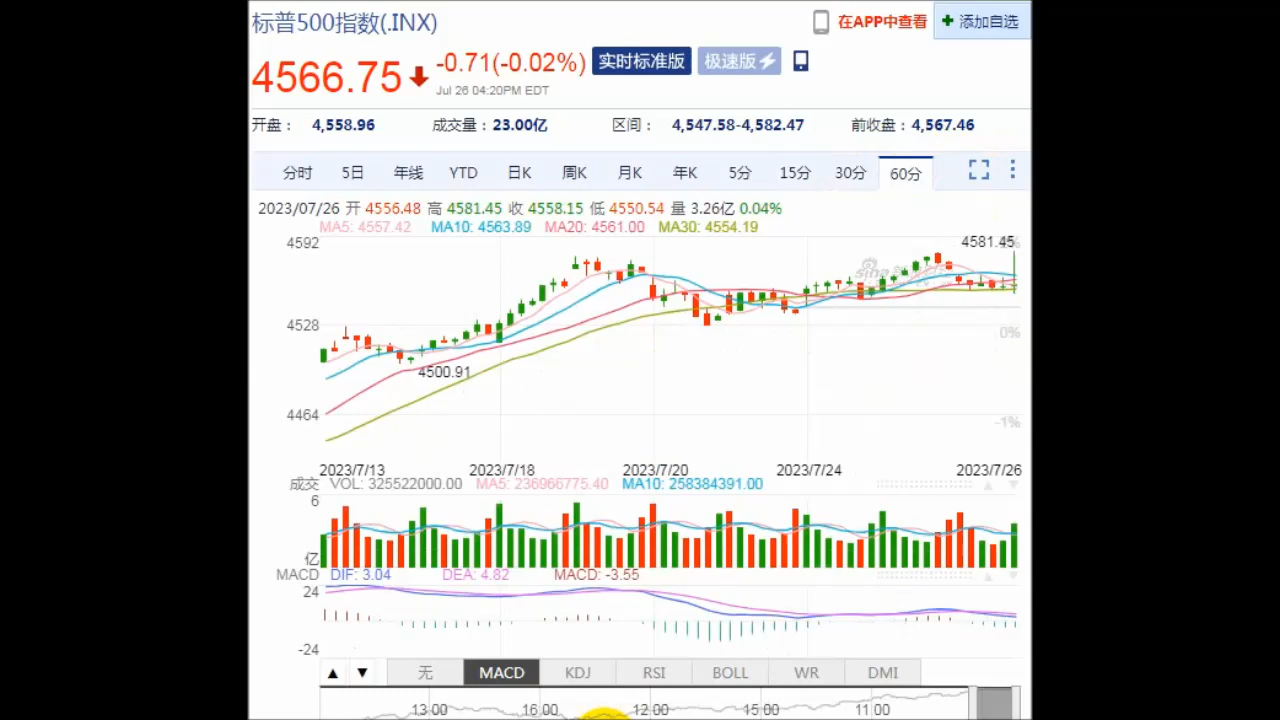 标普500指数(.INX)
在APP中查看
添加自选
4566.75 -0.71(-0.02%) 实时标准版 极速版
Jul 26 04:20PM EDT
开盘： 4,558.96 成交量：23.00亿 区间： 4,547.58-4,582.47 前收盘：4,567.46
分时 5日 年线 YTD 日K 周K 月K 年K 5分 15分 30分 60分
2023/07/26 开 4556.48 高 4581.45 收 4558.15 低 4550.54 量 3.26亿 0.04%
MA5: 4557.42 MA10: 4563.89 MA20: 4561.00 MA30: 4554.19
4592 4581.45
4528 0%
4500.91
4464 -1%
2023/7/13 2023/7/18 2023/7/20 2023/7/24 2023/7/26
成交 VOL: 325522000.00 MA5: 236966775.40 MA10: 258384391.00
6
亿
MACD DIF: 3.04 DEA: 4.82 MACD: -3.55
24
-24
▲ ▼ 无 MACD KDJ RSI BOLL WR DMI
13:00 16:00 12:00 15:00 11:00